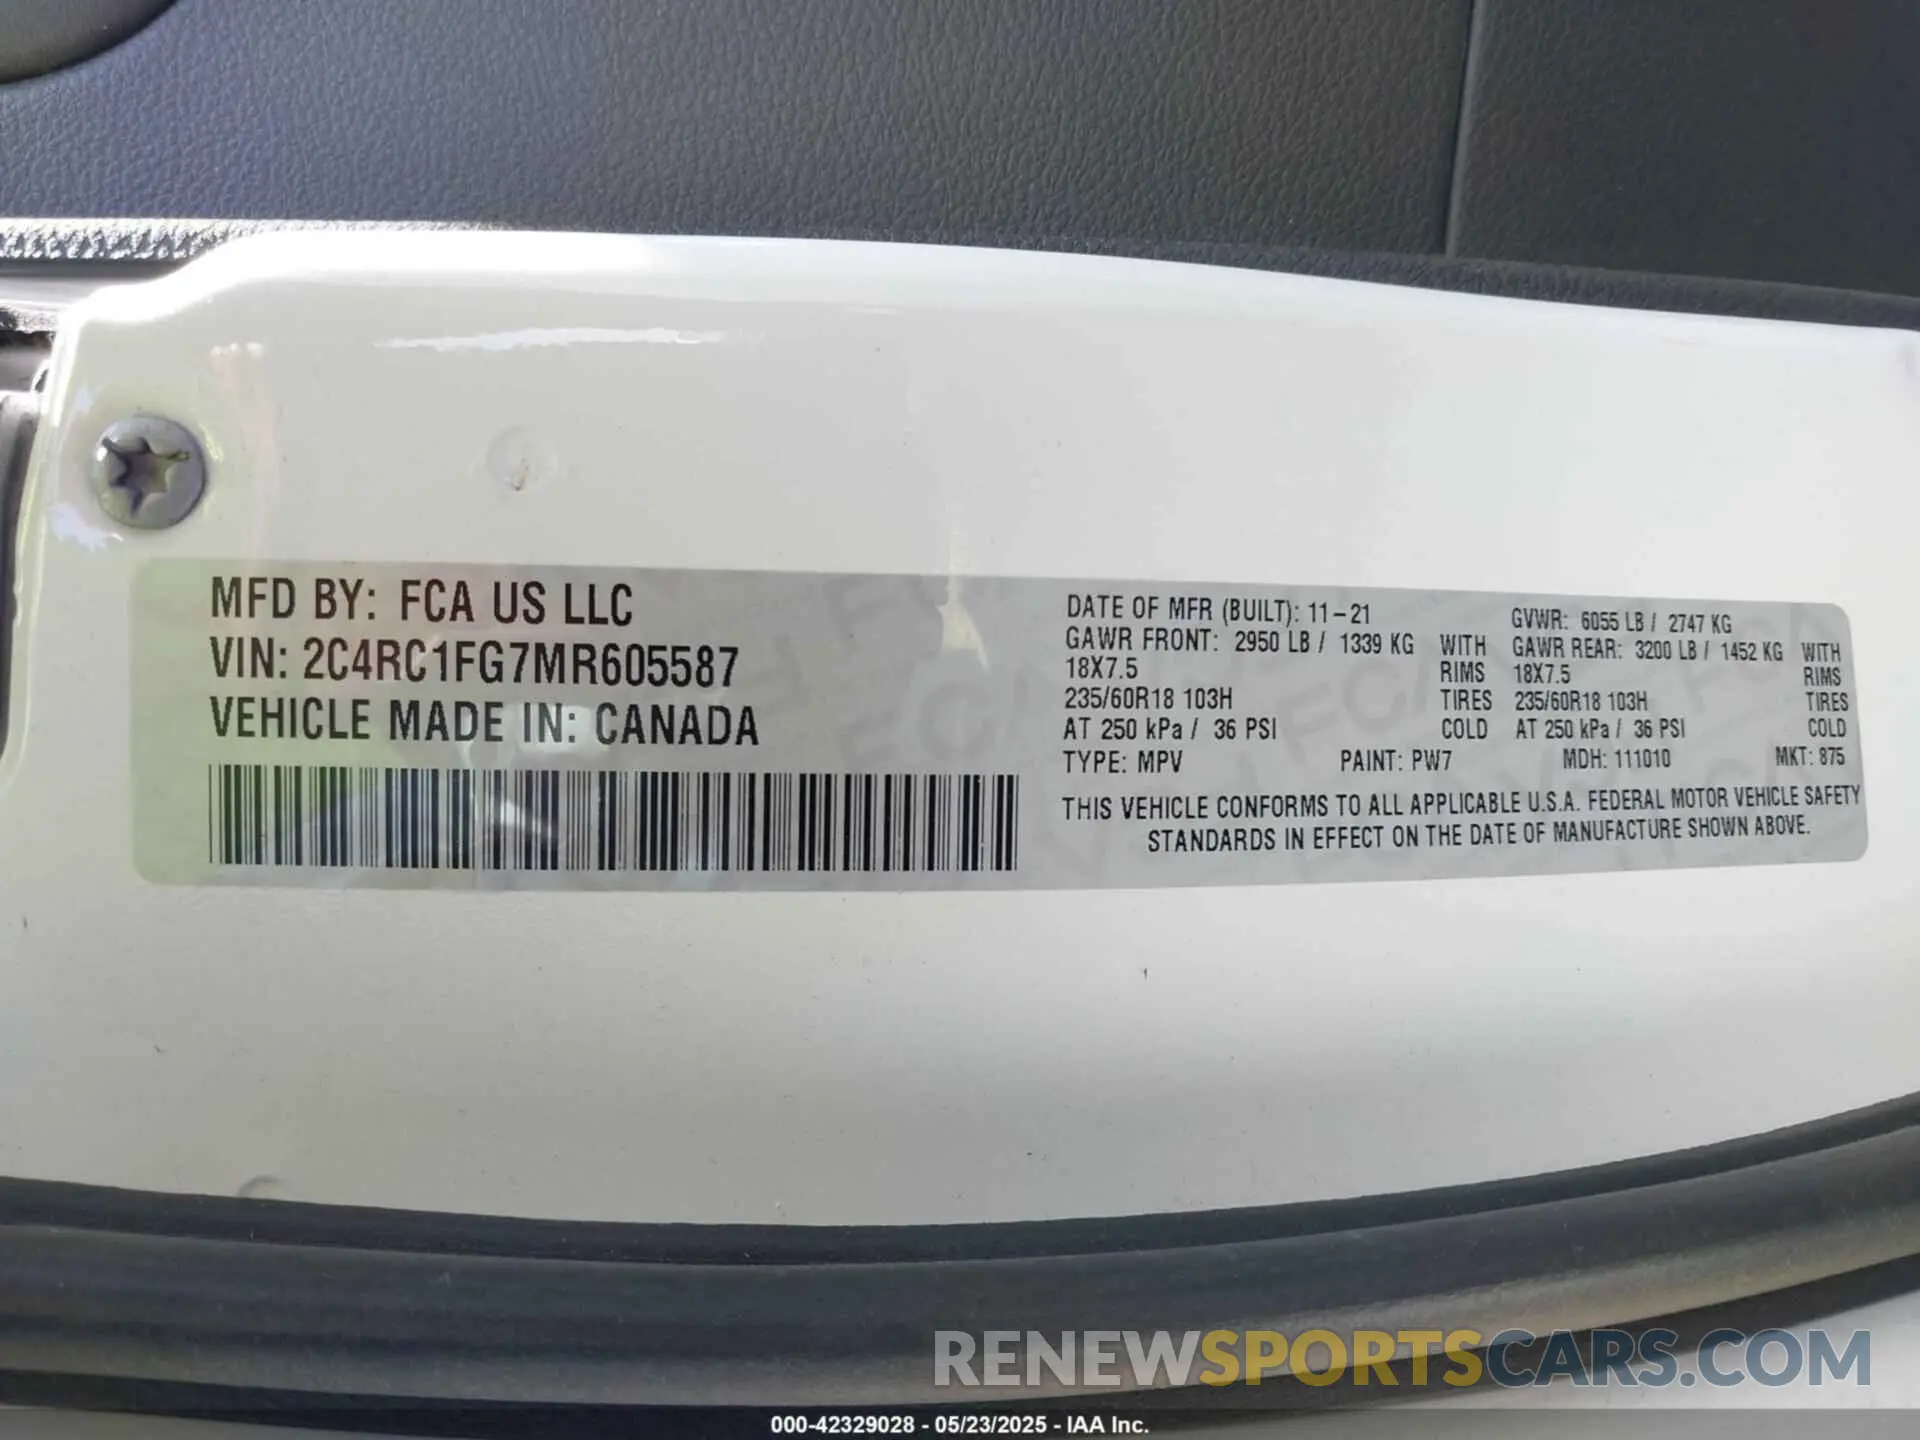 MFD BY: FCA US LLC
VIN: 2C4RC1FG7MR605587
VEHICLE MADE IN: CANADA
DATE OF MFR (BUILT): 11-21 GVWR: 6055 LB / 2747 KG
GAWR FRONT: 2950 LB / 1339 KG WITH GAWR REAR: 3200 LB / 1452 KG WITH
18X7.5 RIMS 18X7.5 RIMS
235/60R18 103H TIRES 235/60R18 103H TIRES
AT 250 kPa / 36 PSI COLD AT 250 kPa / 36 PSI COLD
TYPE: MPV PAINT: PW7 MDH: 111010 MKT: 875
THIS VEHICLE CONFORMS TO ALL APPLICABLE U.S.A. FEDERAL MOTOR VEHICLE SAFETY
STANDARDS IN EFFECT ON THE DATE OF MANUFACTURE SHOWN ABOVE.
RENEWSPORTSCARS.COM
000-42329028 - 05/23/2025 - IAA Inc.